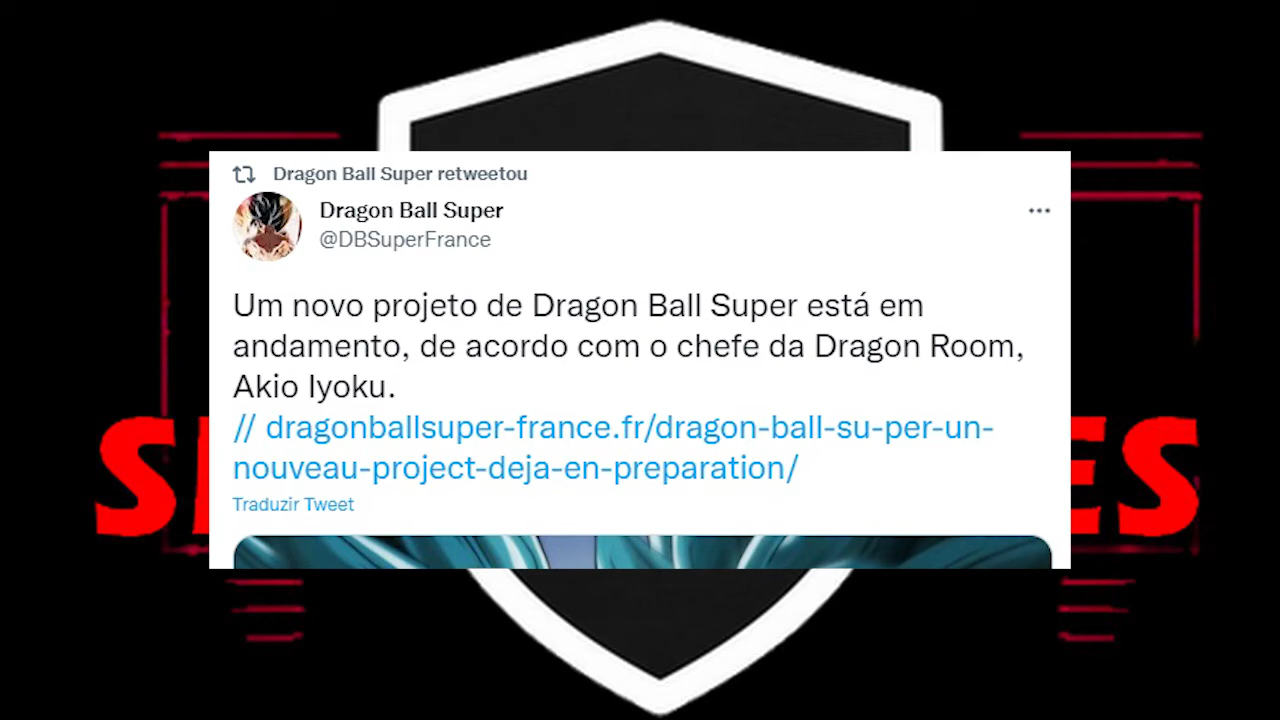 Dragon Ball Super retweetou
Dragon Ball Super
@DBSuperFrance
Um novo projeto de Dragon Ball Super está em
andamento, de acordo com o chefe da Dragon Room,
Akio Iyoku.
// dragonballsuper-france.fr/dragon-ball-su-per-un-
nouveau-project-deja-en-preparation/
Traduzir Tweet